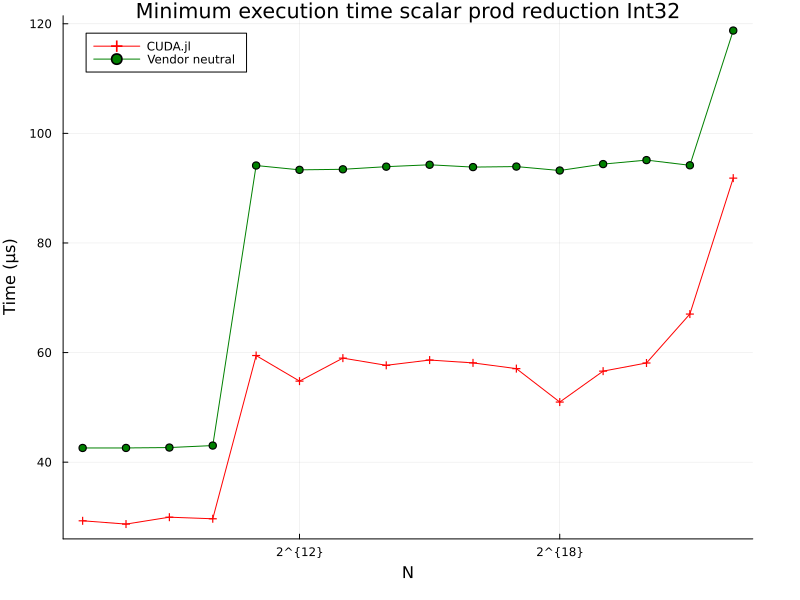 Minimum execution time scalar prod reduction Int32
CUDA.jl
Vendor neutral
120
100
80
60
40
Time (μs)
2^{12}
2^{18}
N